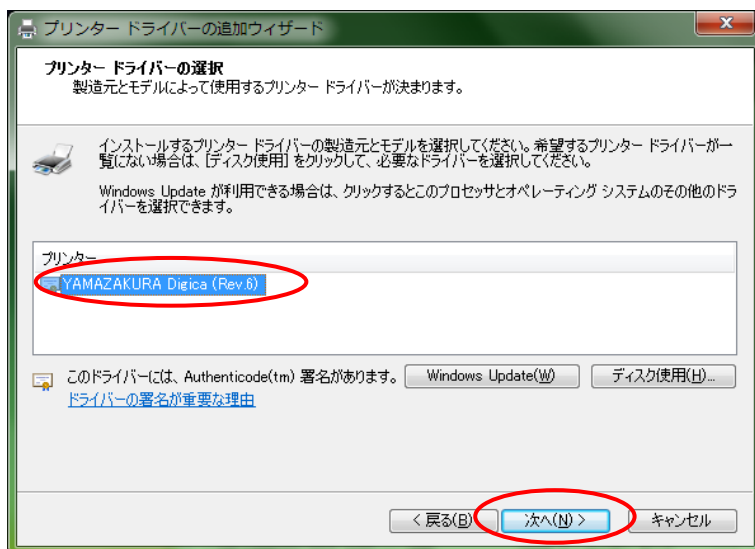 プリンター ドライバーの追加ウィザード
プリンター ドライバーの選択
製造元とモデルによって使用するプリンター ドライバーが決まります。
インストールするプリンター ドライバーの製造元とモデルを選択してください。希望するプリンター ドライバーが一
覧にない場合は、[ディスク使用] をクリックして、必要なドライバーを選択してください。
Windows Update が利用できる場合は、クリックするとこのプロセッサとオペレーティング システムのその他のドラ
イバーを選択できます。
プリンター
YAMAZAKURA Digica (Rev.6)
このドライバーには、Authenticode(tm) 署名があります。 Windows Update(W) ディスク使用(H)...
ドライバーの署名が重要な理由
< 戻る(B) 次へ(N) > キャンセル